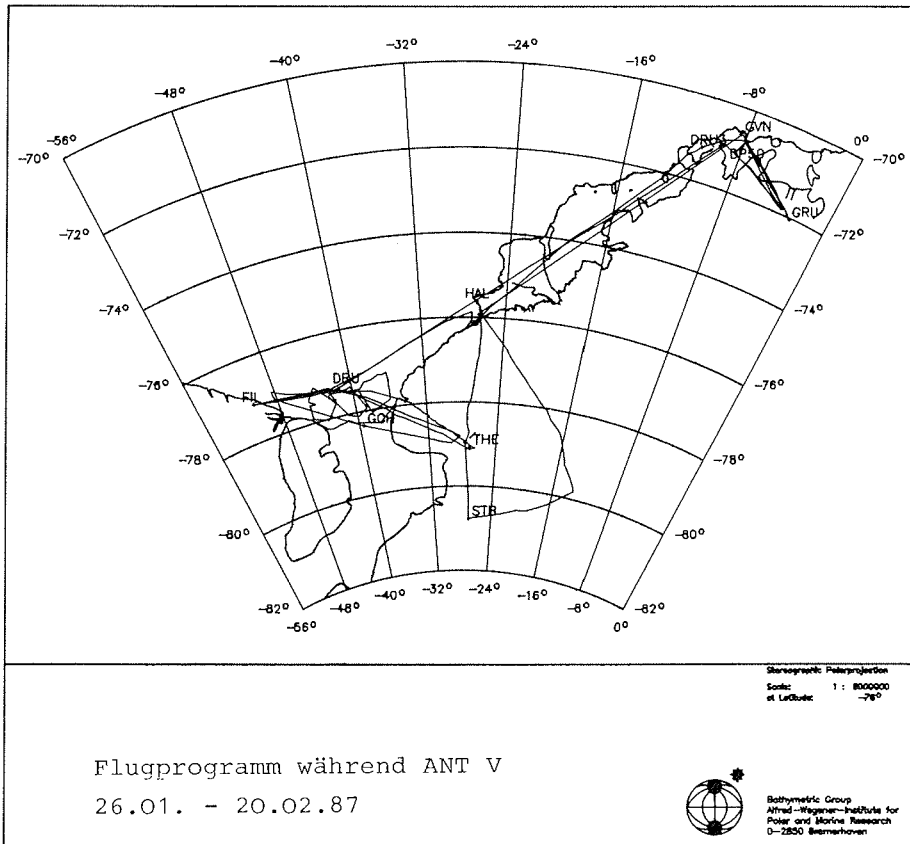 -32° -24°
-40° -16°
-48° -8°
-56° 0°
-70° -70°
GVN
DRU
GRU
-72° -72°
-74° -74°
HAL
-76° -76°
DRU
FIL
GOH
THE
-78° -78°
STR
-80° -80°
-82° -82°
-56° -48° -40° -32° -24° -16° -8° 0°
Stereographic Polarprojection
Scale: 1 : 8000000
at Latitude: -76°
Flugprogramm während ANT V
26.01. - 20.02.87
Bathymetric Group
Alfred-Wegener-Institute for
Polar and Marine Research
D-2850 Bremerhaven